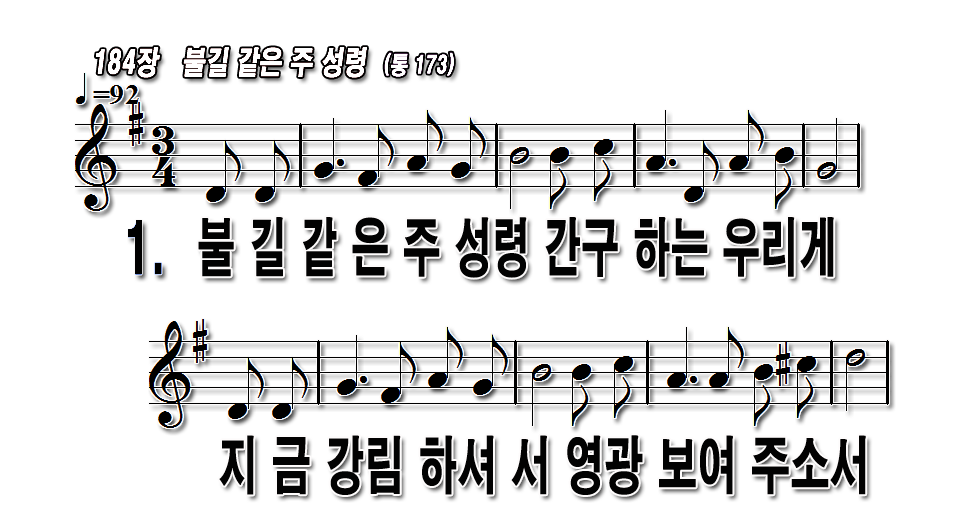 184장 불길 같은 주 성령 (통 173)
♩=92
3/4
1. 불 길 같 은 주 성령 간구 하는 우리게
지 금 강림 하셔 서 영광 보여 주소서